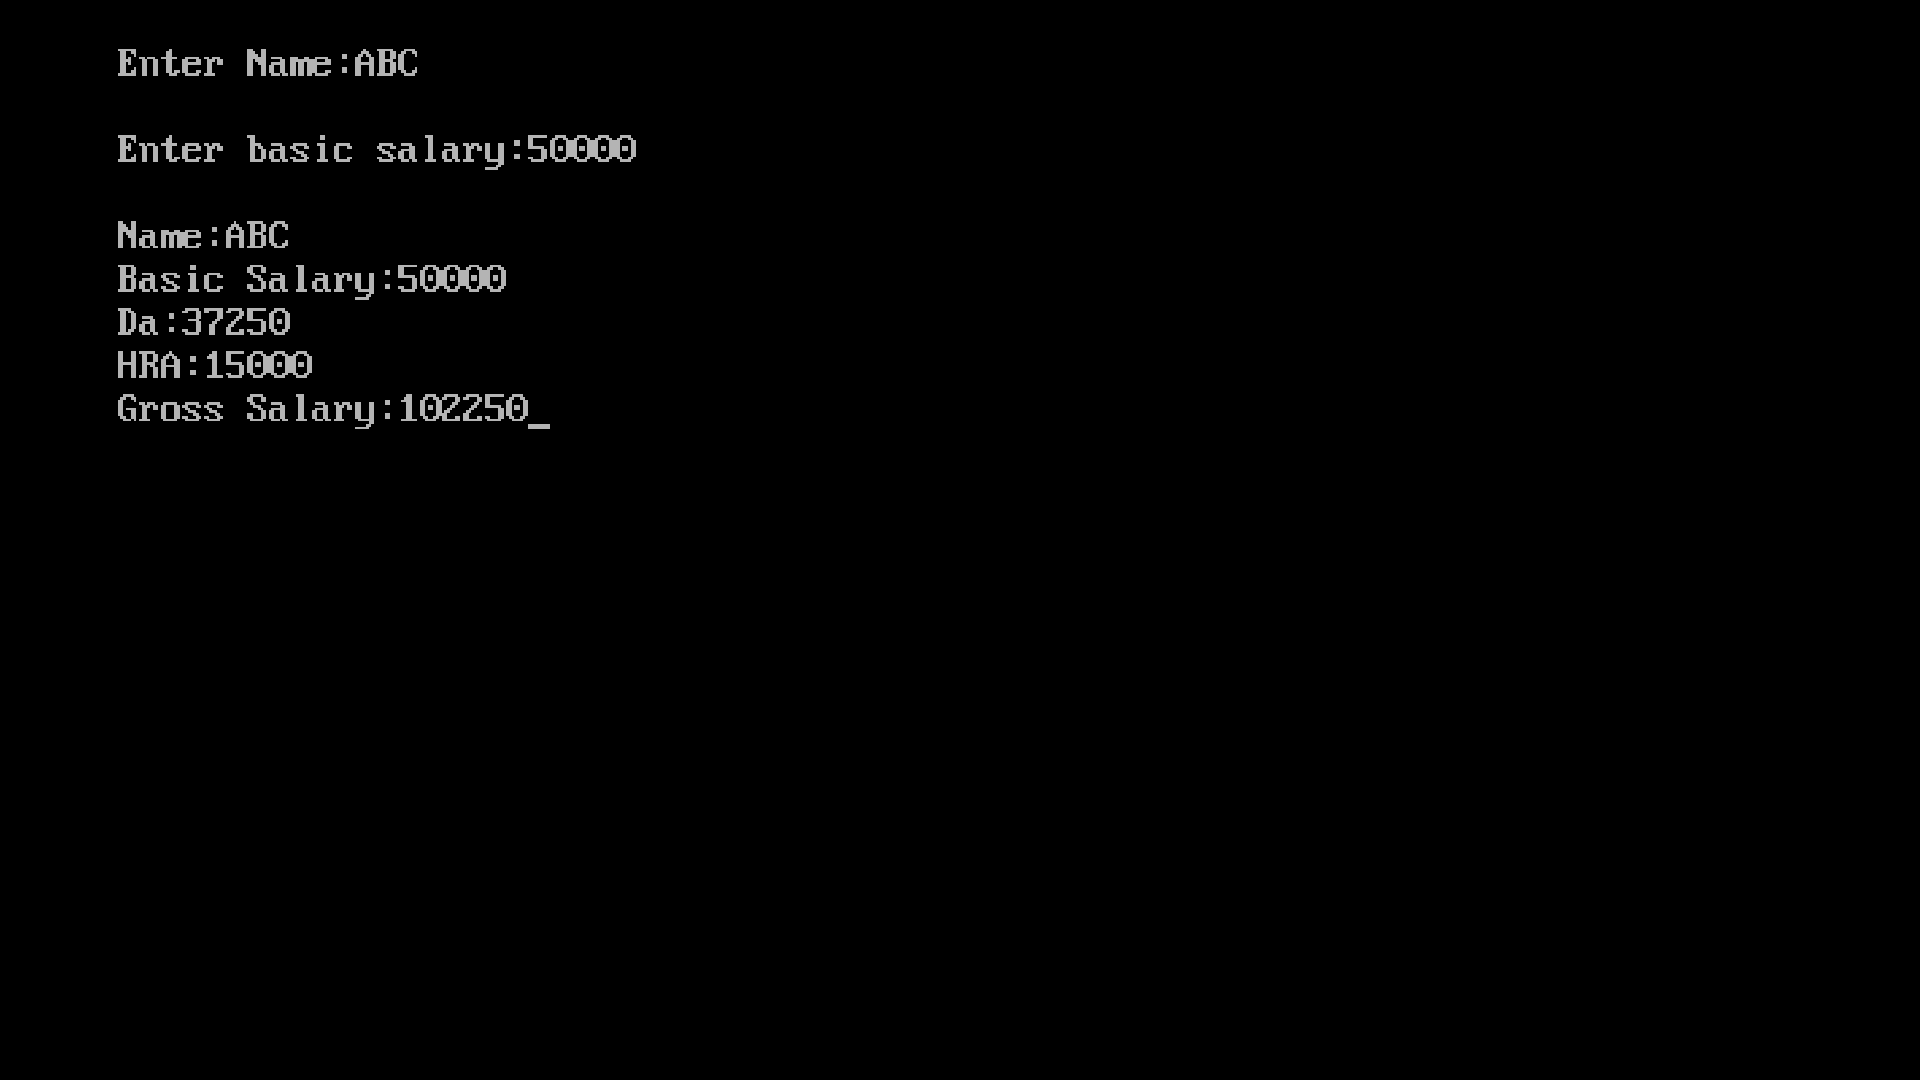 Enter Name:ABC
Enter basic salary:50000
Name:ABC
Basic Salary:50000
Da:37250
HRA:15000
Gross Salary:102250_